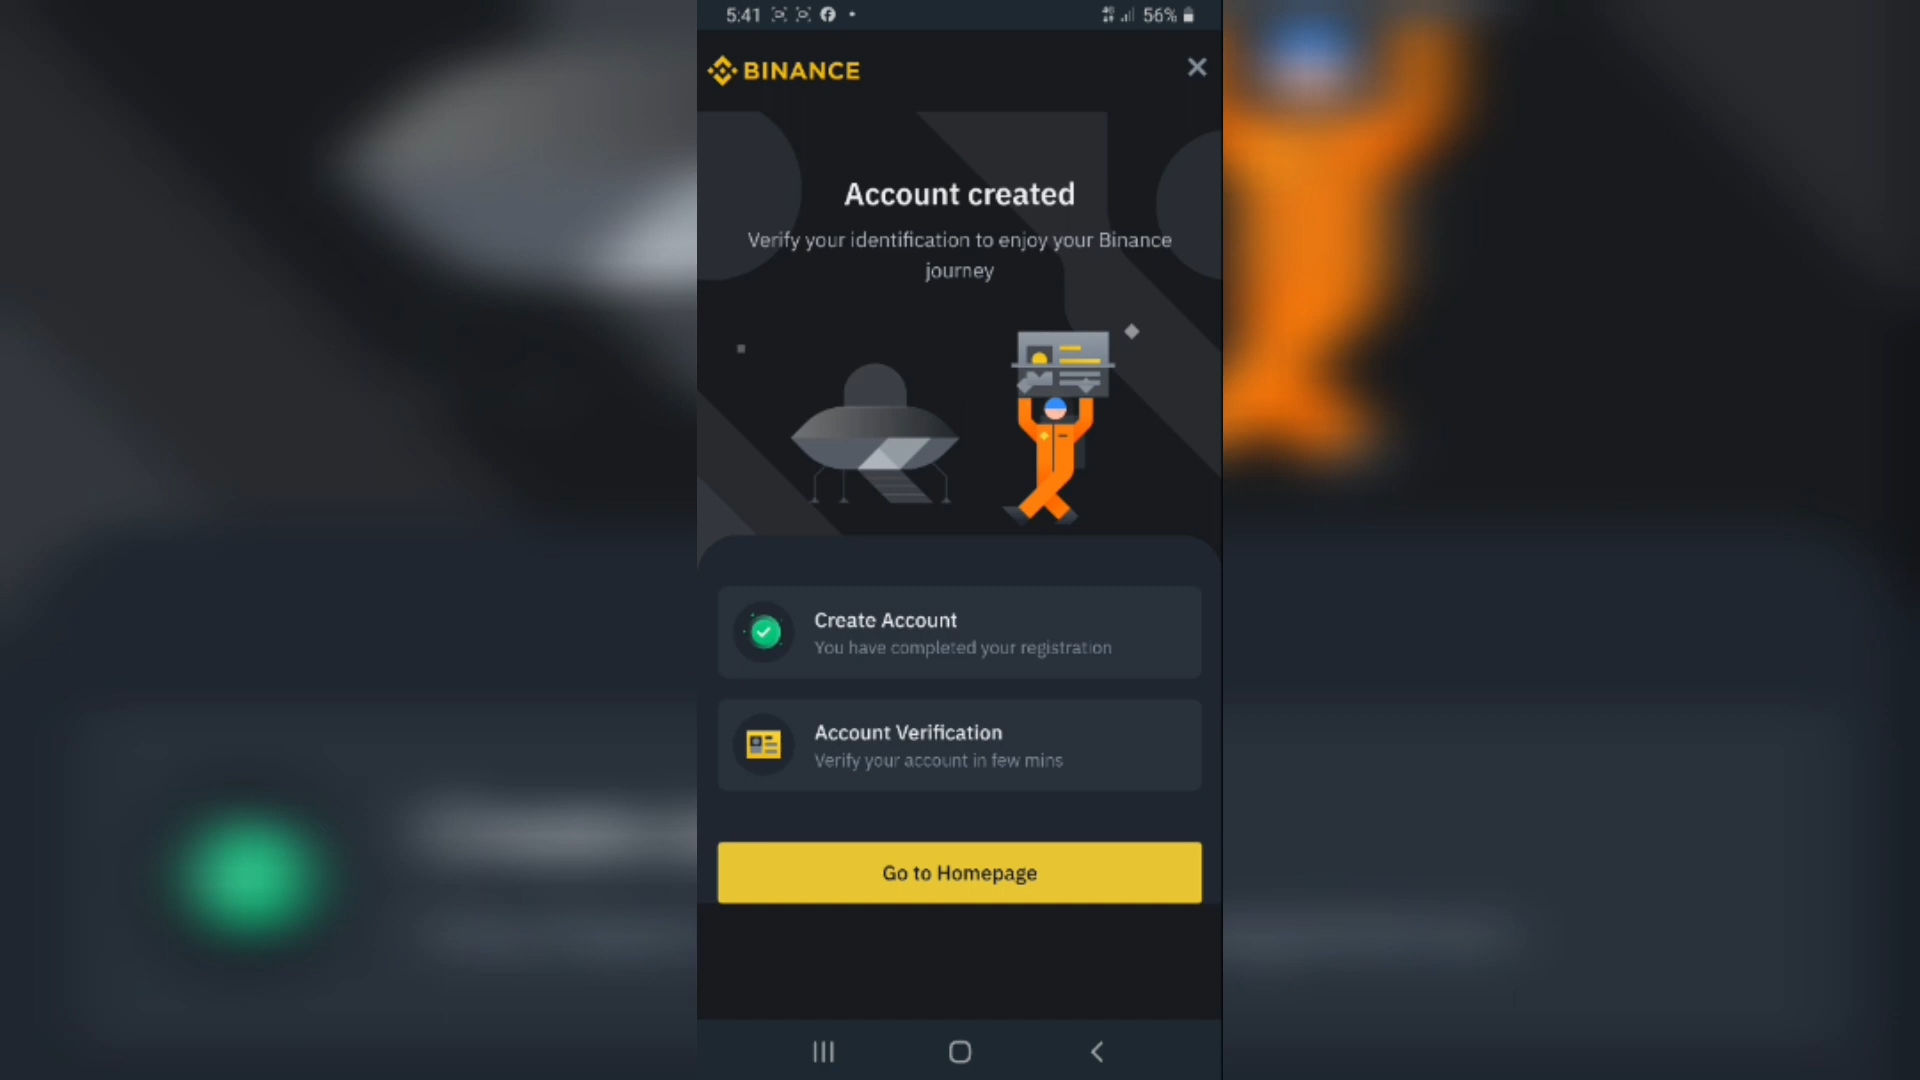 5:41
56%
BINANCE
Account created
Verify your identification to enjoy your Binance
journey
Create Account
You have completed your registration
Account Verification
Verify your account in few mins
Go to Homepage